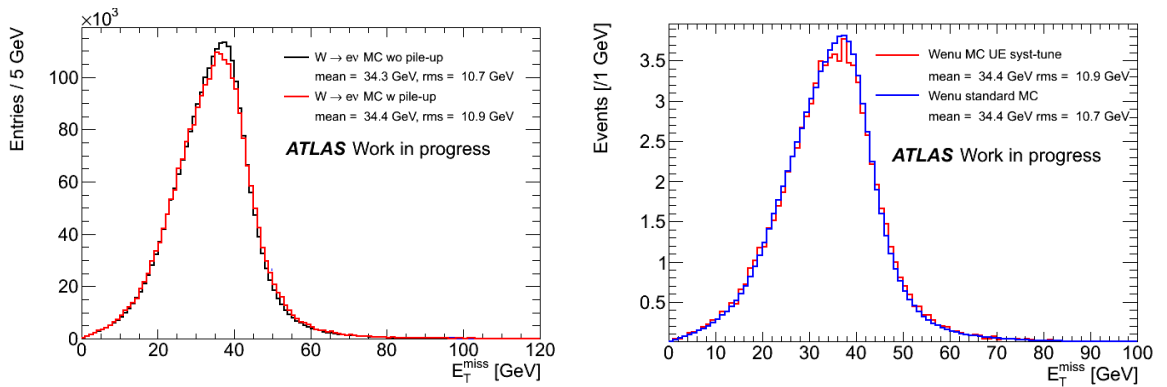 ×10³
Entries / 5 GeV
100
80
60
40
20
0
0 20 40 60 80 100 120
E_T^miss [GeV]
W → eν MC wo pile-up
mean = 34.3 GeV, rms = 10.7 GeV
W → eν MC w pile-up
mean = 34.4 GeV, rms = 10.9 GeV
ATLAS Work in progress
Events [/1 GeV]
3.5
3
2.5
2
1.5
1
0.5
0 10 20 30 40 50 60 70 80 90 100
E_T^miss [GeV]
Wenu MC UE syst-tune
mean = 34.4 GeV rms = 10.9 GeV
Wenu standard MC
mean = 34.4 GeV rms = 10.7 GeV
ATLAS Work in progress